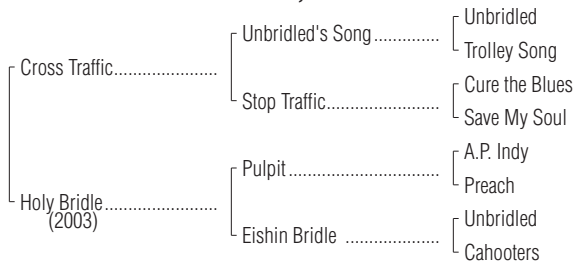 Unbridled
Unbridled's Song..............
Trolley Song
Cross Traffic......................
Cure the Blues
Stop Traffic........................
Save My Soul
A.P. Indy
Pulpit................................
Preach
Holy Bridle........................
(2003)
Unbridled
Eishin Bridle ....................
Cahooters